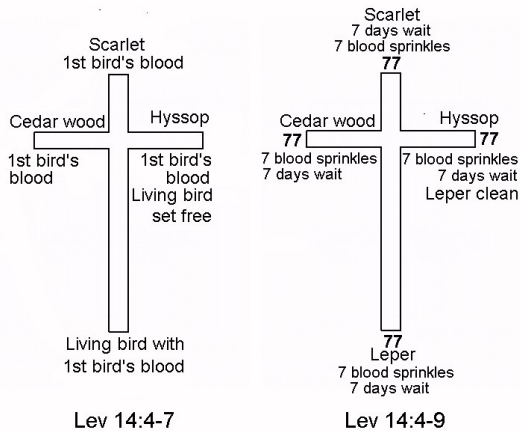 Scarlet
1st bird's blood
Cedar wood
Hyssop
1st bird's
blood
1st bird's
blood
Living bird
set free
Living bird with
1st bird's blood
Lev 14:4-7
Scarlet
7 days wait
7 blood sprinkles
77
Cedar wood
Hyssop
77
77
7 blood sprinkles
7 days wait
7 blood sprinkles
7 days wait
Leper clean
77
Leper
7 blood sprinkles
7 days wait
Lev 14:4-9